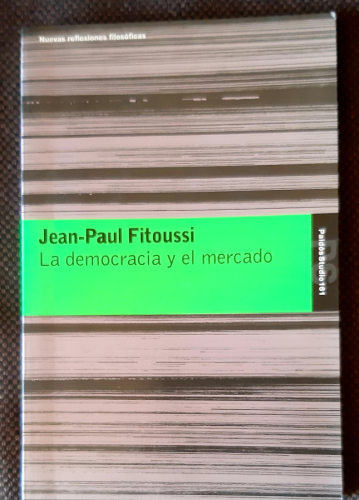 Nuevas reflexiones filosóficas
Jean-Paul Fitoussi
La democracia y el mercado
Paidós Studio 161